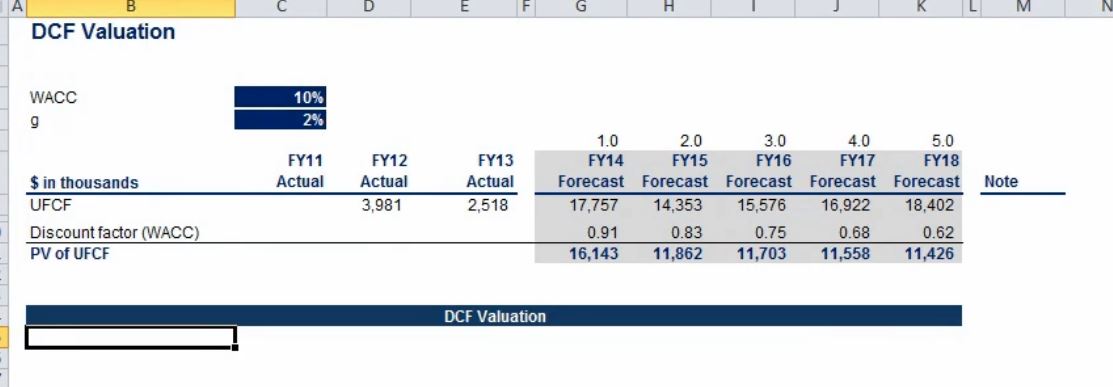 A B C D E F G H I J K L M N
DCF Valuation
WACC 10%
g 2%
1.0 2.0 3.0 4.0 5.0
FY11 FY12 FY13 FY14 FY15 FY16 FY17 FY18
$ in thousands Actual Actual Actual Forecast Forecast Forecast Forecast Forecast Note
UFCF 3,981 2,518 17,757 14,353 15,576 16,922 18,402
Discount factor (WACC) 0.91 0.83 0.75 0.68 0.62
PV of UFCF 16,143 11,862 11,703 11,558 11,426
DCF Valuation